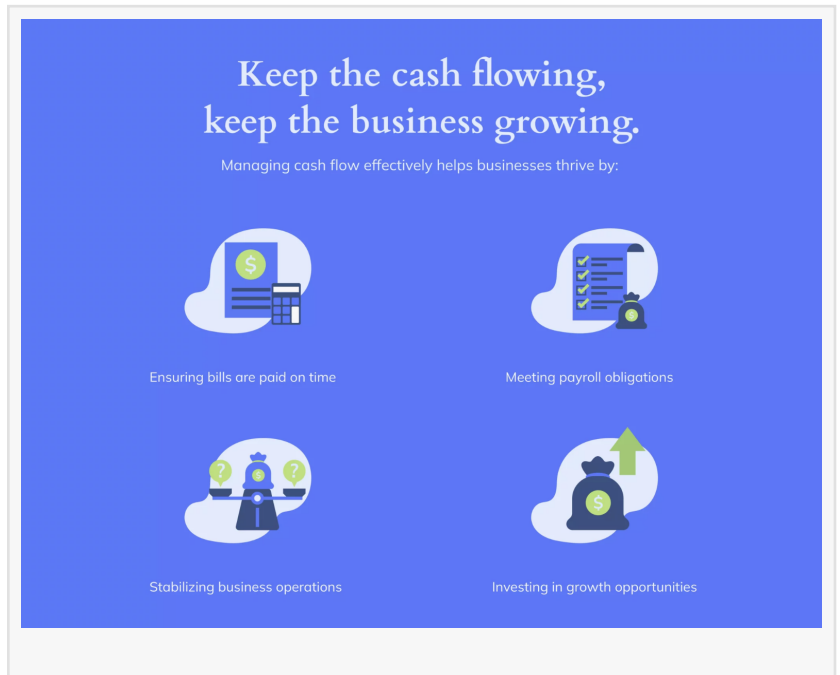 Keep the cash flowing,
keep the business growing.
Managing cash flow effectively helps businesses thrive by:
$
$
Ensuring bills are paid on time
Meeting payroll obligations
? $ ?
$
Stabilizing business operations
Investing in growth opportunities